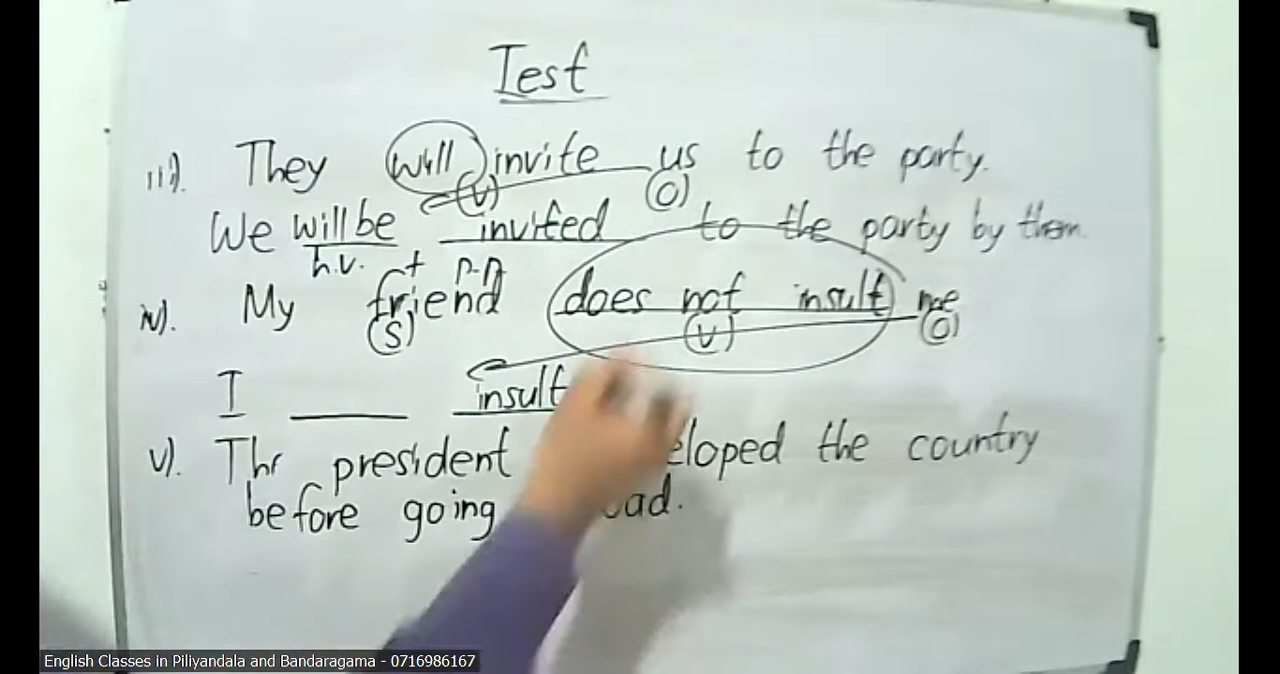 Test
iii). They will invite us to the party.
(V) (O)
We will be invited to the party by them.
h.v. + p.p
iv). My friend does not insult me
(S) (V) (O)
I ____ insult
v). The president eloped the country
before going oad.
English Classes in Piliyandala and Bandaragama - 0716986167